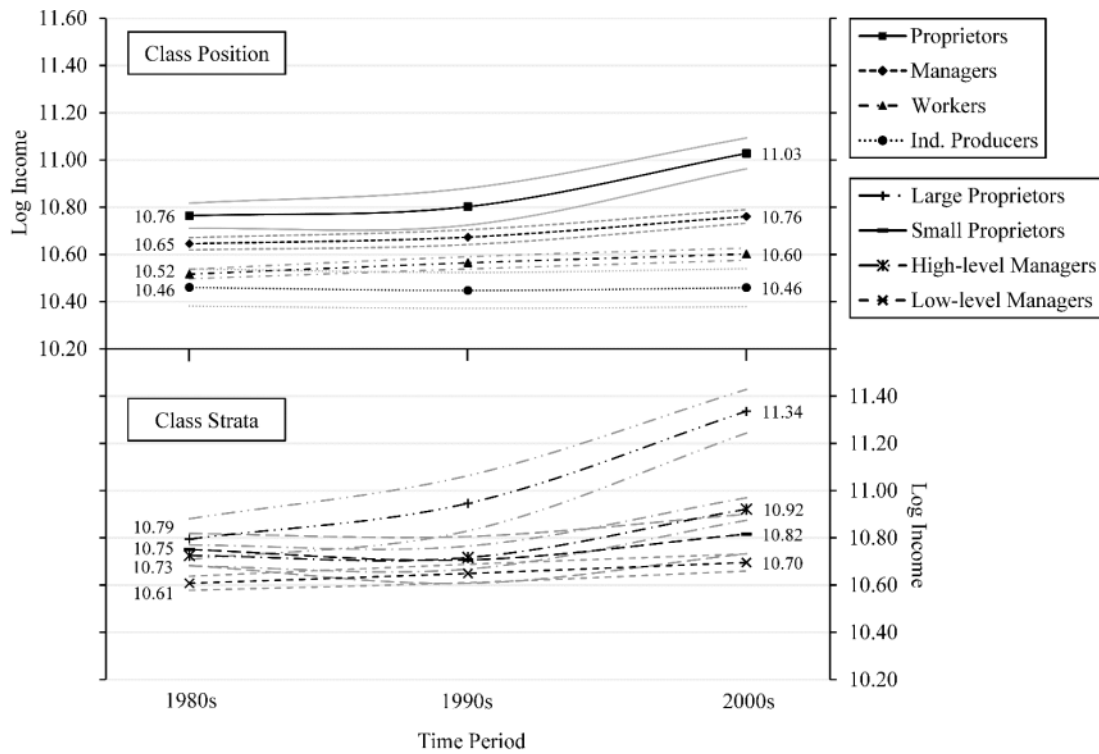 11.60
11.40
11.20
11.00
10.80
10.60
10.40
10.20
Log Income
Class Position
10.76
10.65
10.52
10.46
11.03
10.76
10.60
10.46
Proprietors
Managers
Workers
Ind. Producers
Large Proprietors
Small Proprietors
High-level Managers
Low-level Managers
Class Strata
10.79
10.75
10.73
10.61
11.34
10.92
10.82
10.70
11.40
11.20
11.00
10.80
10.60
10.40
10.20
Log Income
1980s
1990s
2000s
Time Period